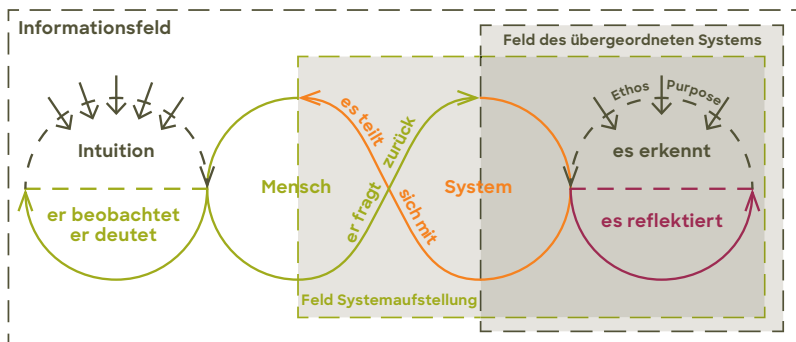 Informationsfeld
Feld des übergeordneten Systems
Ethos
Purpose
Intuition
es erkennt
Mensch
System
es teilt
sich mit
er fragt
zurück
er beobachtet
er deutet
es reflektiert
Feld Systemaufstellung